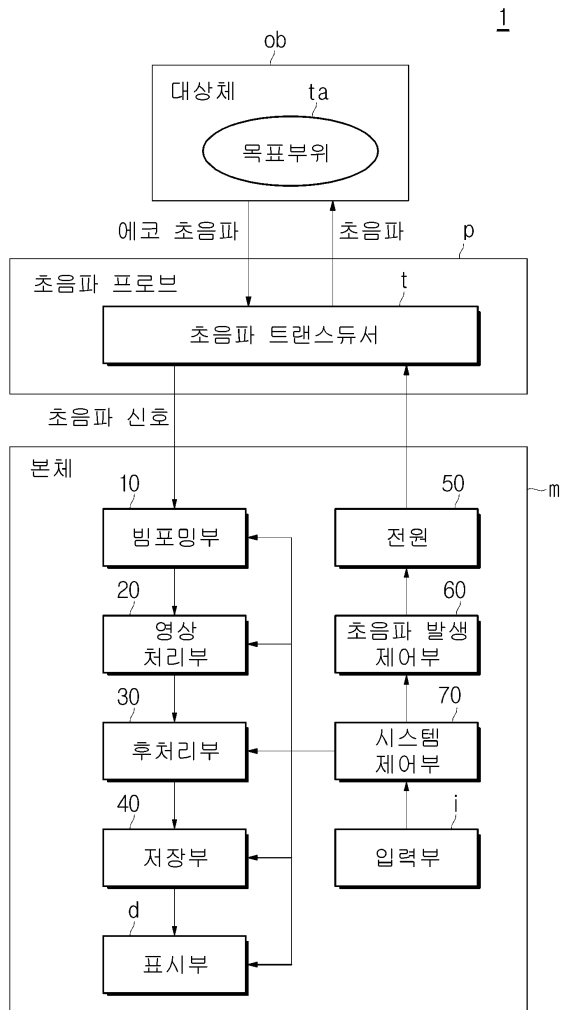 1
ob
대상체
ta
목표부위
에코 초음파
초음파
p
초음파 프로브
t
초음파 트랜스듀서
초음파 신호
본체
m
10
50
빔포밍부
전원
20
60
영상
처리부
초음파 발생
제어부
30
70
후처리부
시스템
제어부
40
i
저장부
입력부
d
표시부